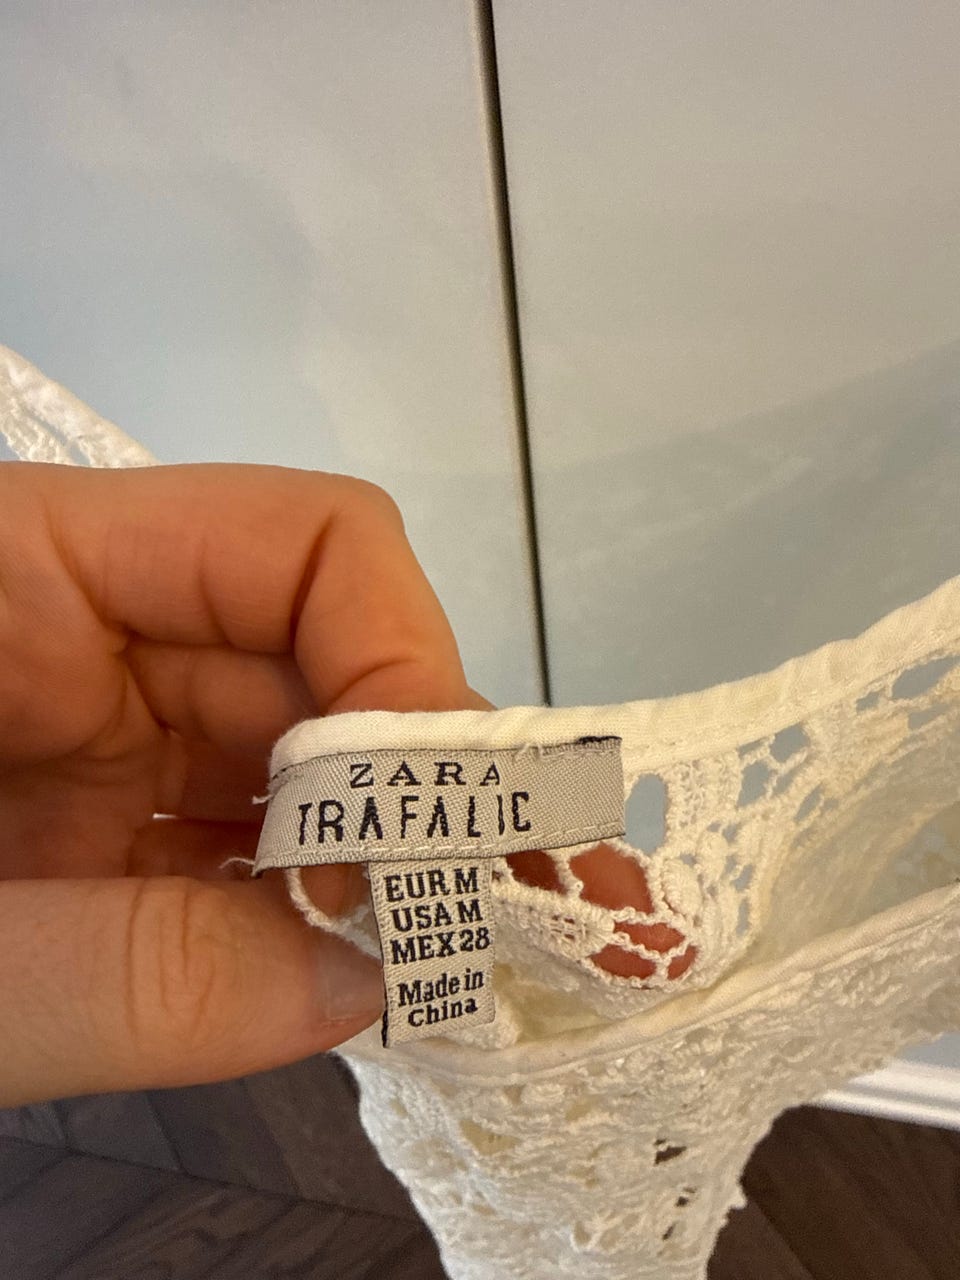 ZARA
TRAFALIC
EUR M
USA M
MEX 28
Made in
China